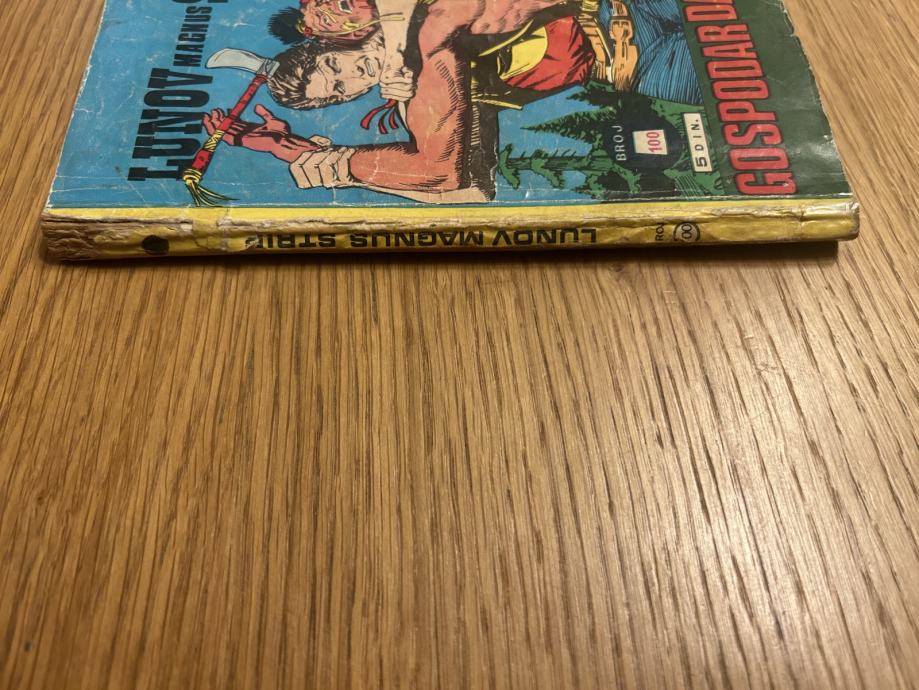 LUNOV
MAGNUS
BROJ
100
5 DIN.
GOSPODAR
LUNOV MAGNUS STRIP